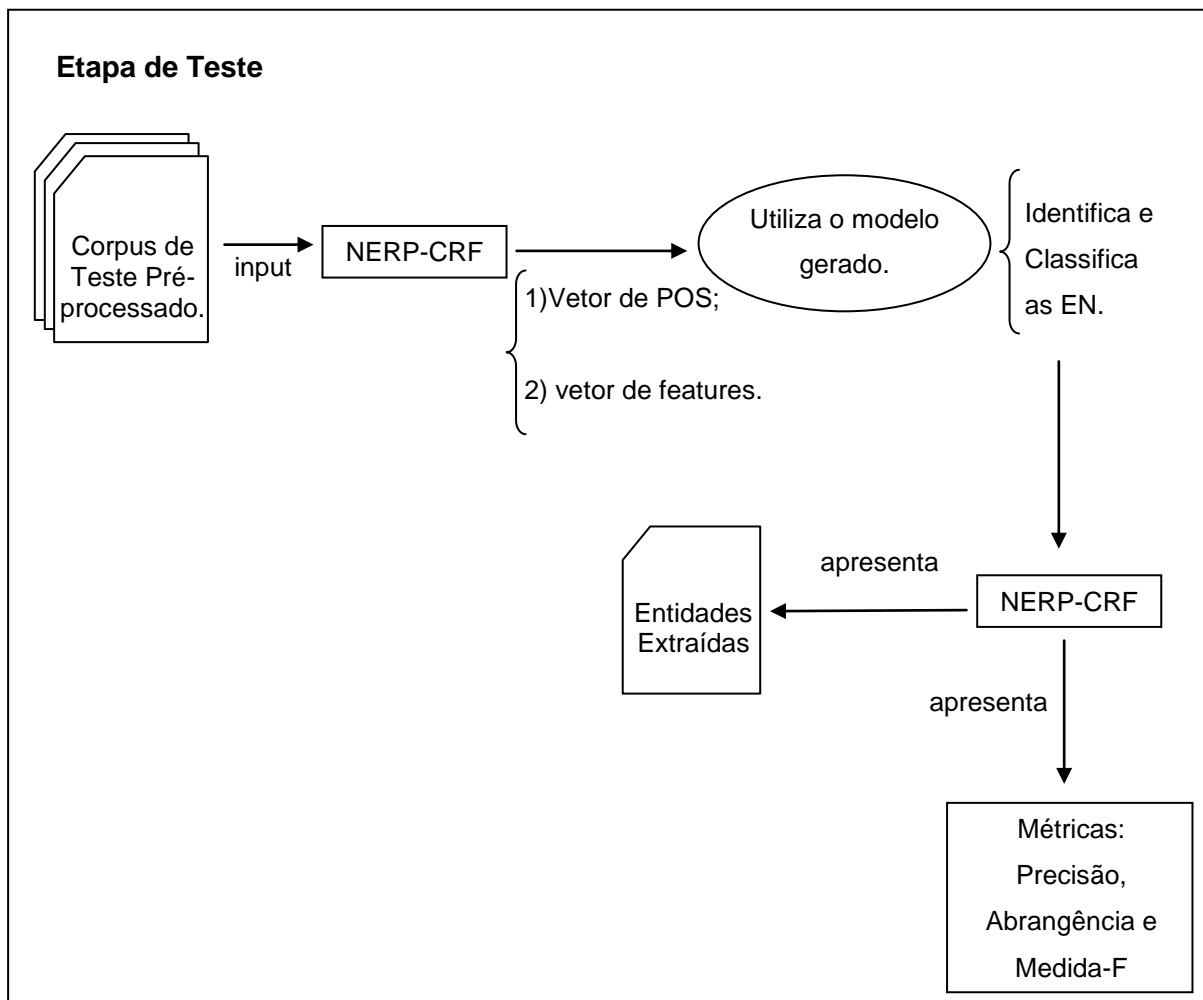 Etapa de Teste
Corpus de
Teste Pré-
processado.
input
NERP-CRF
1)Vetor de POS;
2) vetor de features.
Utiliza o modelo
gerado.
Identifica e
Classifica
as EN.
NERP-CRF
apresenta
Entidades
Extraídas
apresenta
Métricas:
Precisão,
Abrangência e
Medida-F